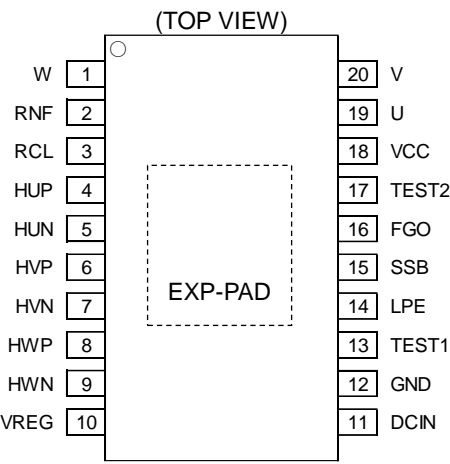 (TOP VIEW)
W 1 20 V
RNF 2 19 U
RCL 3 18 VCC
HUP 4 17 TEST2
HUN 5 16 FGO
HVP 6 15 SSB
HVN 7 EXP-PAD 14 LPE
HWP 8 13 TEST1
HWN 9 12 GND
VREG 10 11 DCIN